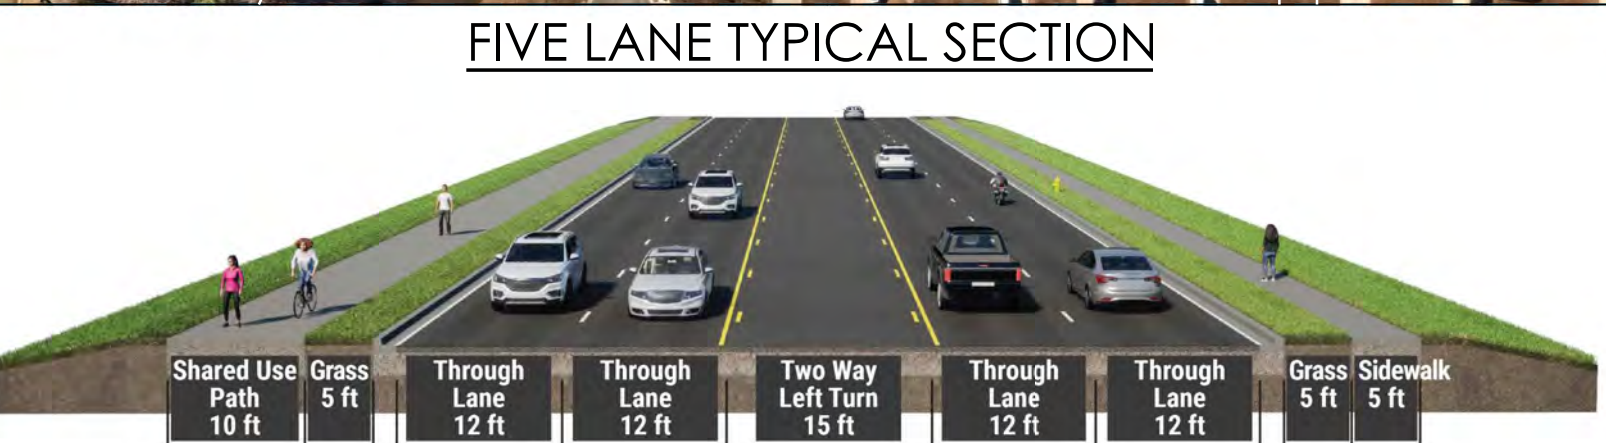 FIVE LANE TYPICAL SECTION
Shared Use
Path
10 ft
Grass
5 ft
Through
Lane
12 ft
Through
Lane
12 ft
Two Way
Left Turn
15 ft
Through
Lane
12 ft
Through
Lane
12 ft
Grass
5 ft
Sidewalk
5 ft